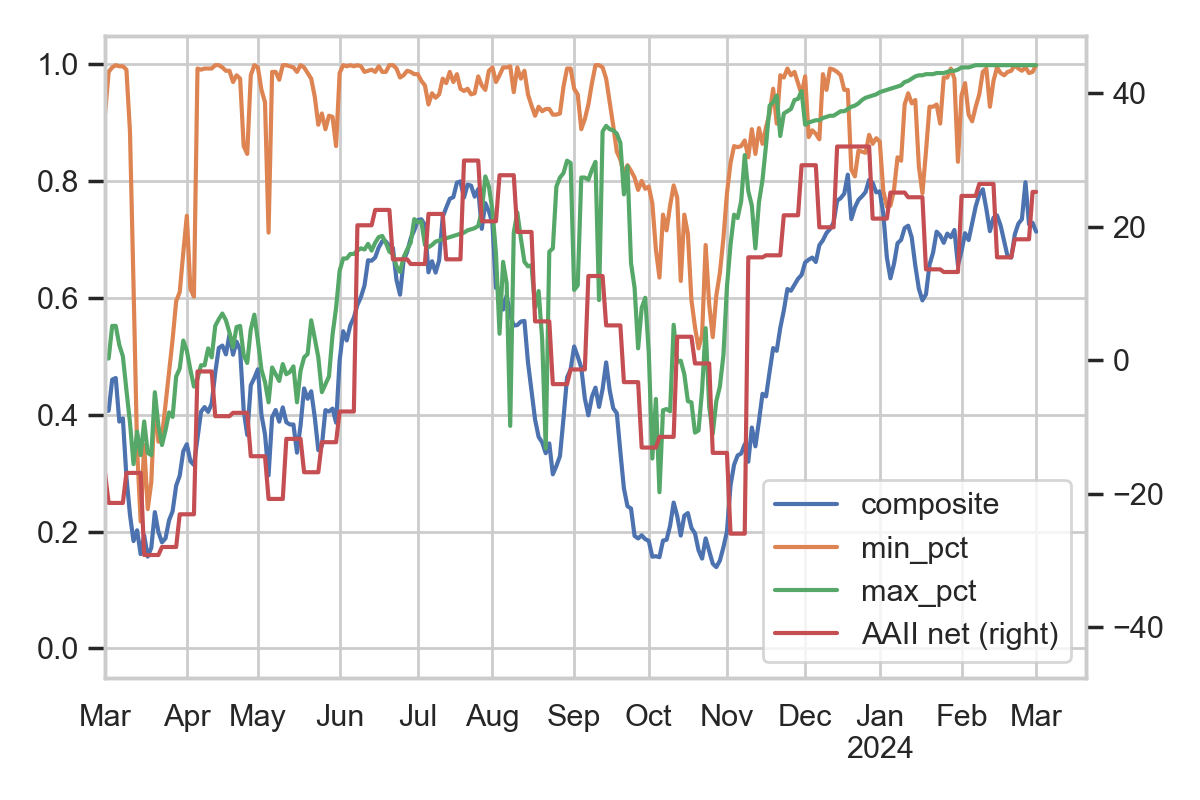 1.0
0.8
0.6
0.4
0.2
0.0
40
20
0
−20
−40
composite
min_pct
max_pct
AAII net (right)
Mar Apr May Jun Jul Aug Sep Oct Nov Dec Jan Feb Mar
2024